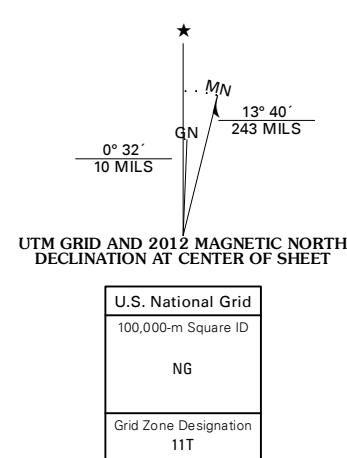 ★
MN
13° 40´
243 MILS
GN
0° 32´
10 MILS
UTM GRID AND 2012 MAGNETIC NORTH
DECLINATION AT CENTER OF SHEET
U.S. National Grid
100,000-m Square ID
NG
Grid Zone Designation
11T